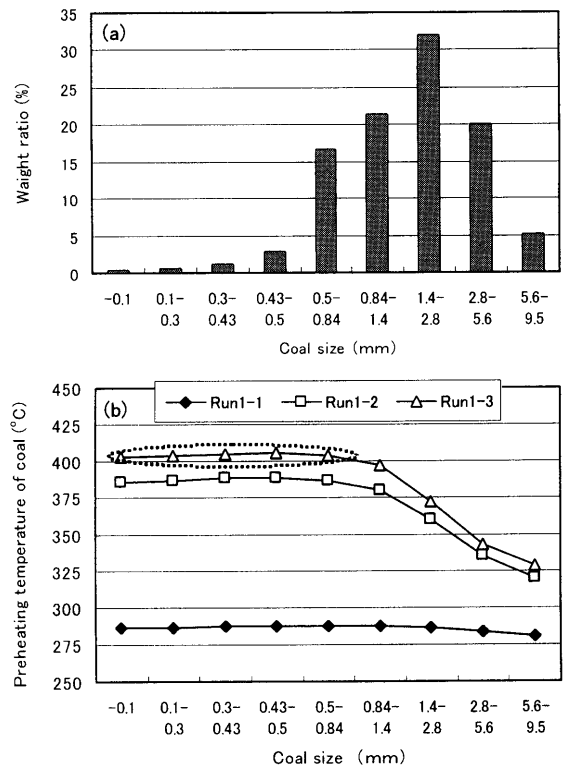 (a)
35
30
25
20
15
10
5
0
Waight ratio (%)
-0.1 0.1- 0.3- 0.43- 0.5- 0.84- 1.4- 2.8- 5.6-
0.3 0.43 0.5 0.84 1.4 2.8 5.6 9.5
Coal size (mm)
(b)
Run1-1 Run1-2 Run1-3
450
425
400
375
350
325
300
275
250
Preheating temperature of coal (°C)
-0.1 0.1- 0.3- 0.43- 0.5- 0.84- 1.4- 2.8- 5.6-
0.3 0.43 0.5 0.84 1.4 2.8 5.6 9.5
Coal size (mm)